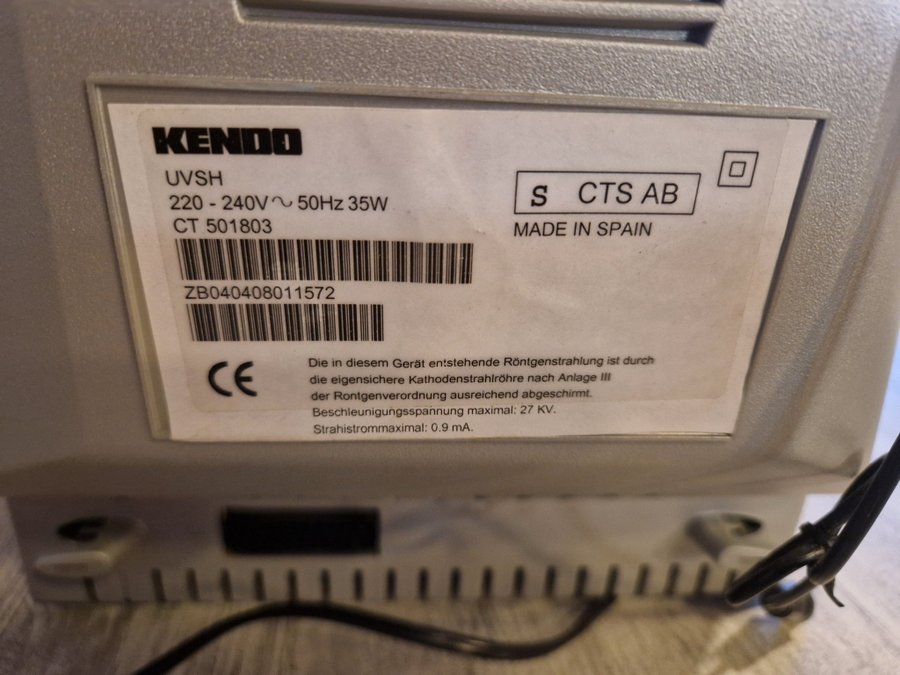 KENDO
UVSH
220 - 240V ~ 50Hz 35W
CT 501803
ZB040408011572
S CTS AB
MADE IN SPAIN
CE
Die in diesem Gerät entstehende Röntgenstrahlung ist durch
die eigensichere Kathodenstrahlröhre nach Anlage III
der Rontgenverordnung ausreichend abgeschirmt.
Beschleunigungsspannung maximal: 27 KV.
Strahistrommaximal: 0.9 mA.